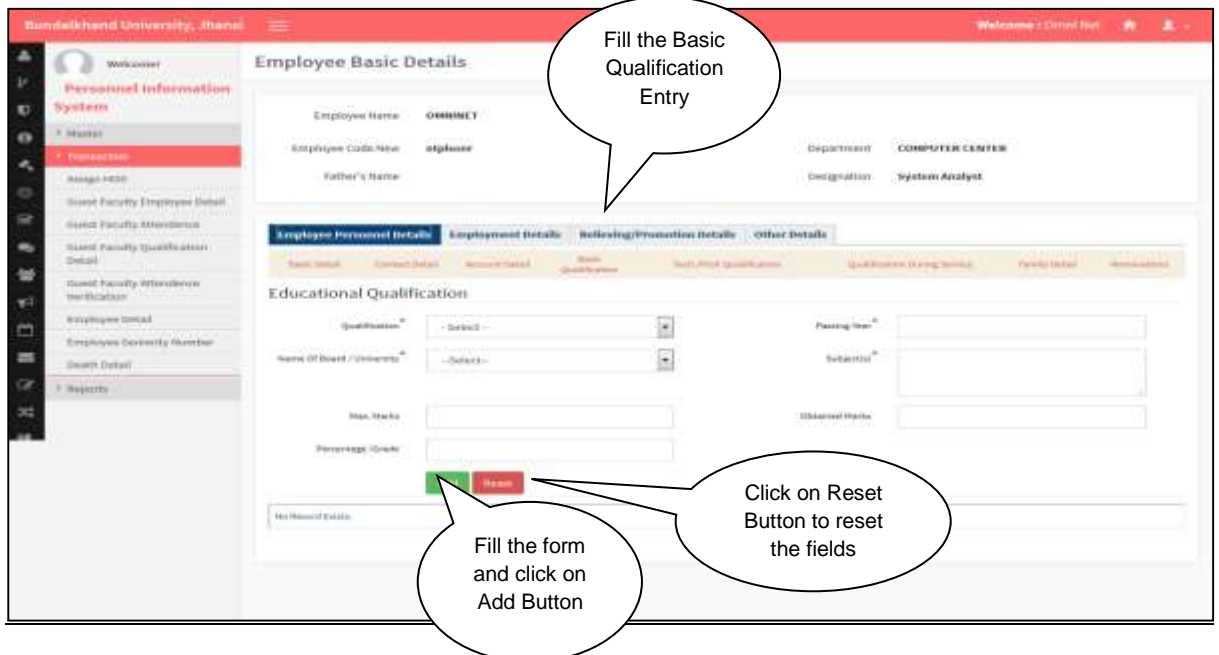 Bundelkhand University, Jhansi
Welcome : Omni Net
Welcome!
Personnel Information
System
Master
Transaction
Assign HOD
Guest Faculty Employee Detail
Guest Faculty Attendence
Guest Faculty Qualification
Detail
Guest Faculty Attendence
Verification
Employee Detail
Employee Seniority Number
Death Detail
Reports
Employee Basic Details
Fill the Basic
Qualification
Entry
Employee Name OMNINET
Employee Code New Department COMPUTER CENTER
Father's Name Designation System Analyst
Employee Personnel Details Employment Details Relieving/Promotion Details Other Details
Basic Detail Contact Detail Account Detail Basic Qualification Tech./Prof Qualification Qualification During Service Family Detail
Educational Qualification
Qualification* - Select - Passing Year*
Name Of Board / University* --Select-- Subject(s)*
Max. Marks Obtained Marks
Percentage /Grade
Reset
No Record Exists.
Click on Reset
Button to reset
the fields
Fill the form
and click on
Add Button